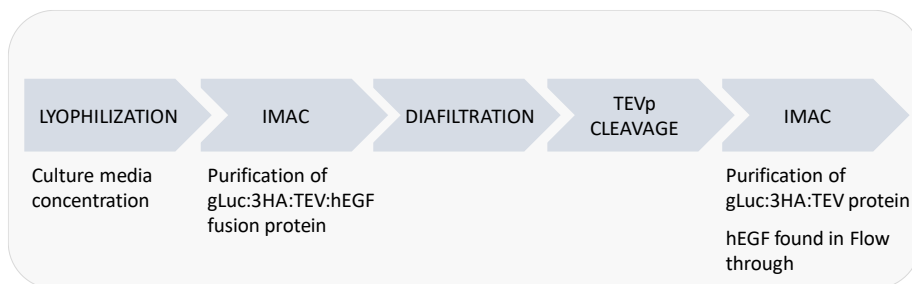 LYOPHILIZATION
IMAC
DIAFILTRATION
TEVp
CLEAVAGE
IMAC
Culture media
concentration
Purification of
gLuc:3HA:TEV:hEGF
fusion protein
Purification of
gLuc:3HA:TEV protein
hEGF found in Flow
through